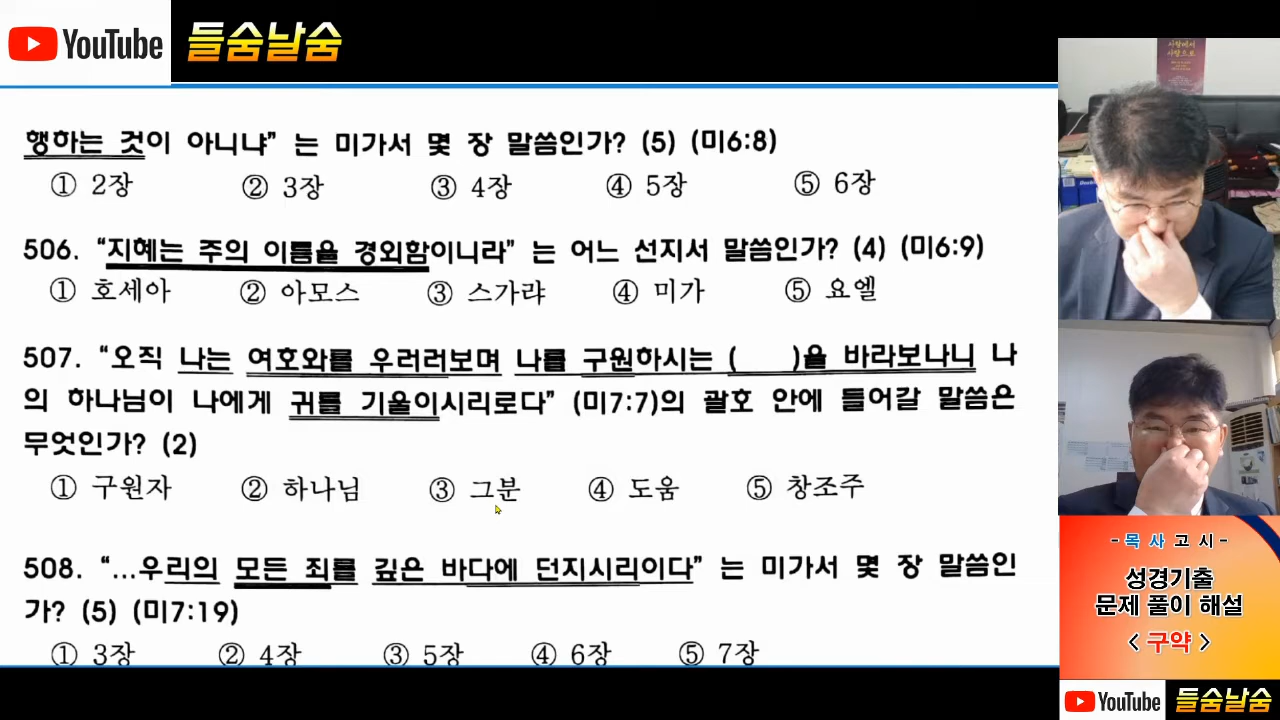 YouTube 들숨날숨
행하는 것이 아니냐” 는 미가서 몇 장 말씀인가? (5) (미6:8)
① 2장 ② 3장 ③ 4장 ④ 5장 ⑤ 6장
506. “지혜는 주의 이름을 경외함이니라” 는 어느 선지서 말씀인가? (4) (미6:9)
① 호세아 ② 아모스 ③ 스가랴 ④ 미가 ⑤ 요엘
507. “오직 나는 여호와를 우러러보며 나를 구원하시는 ( )을 바라보나니 나
의 하나님이 나에게 귀를 기울이시리로다” (미7:7)의 괄호 안에 들어갈 말씀은
무엇인가? (2)
① 구원자 ② 하나님 ③ 그분 ④ 도움 ⑤ 창조주
508. “...우리의 모든 죄를 깊은 바다에 던지시리이다” 는 미가서 몇 장 말씀인
가? (5) (미7:19)
① 3장 ② 4장 ③ 5장 ④ 6장 ⑤ 7장
사랑에서
사랑으로
- 목 사 고 시 -
성경기출
문제 풀이 해설
< 구약 >
YouTube 들숨날숨